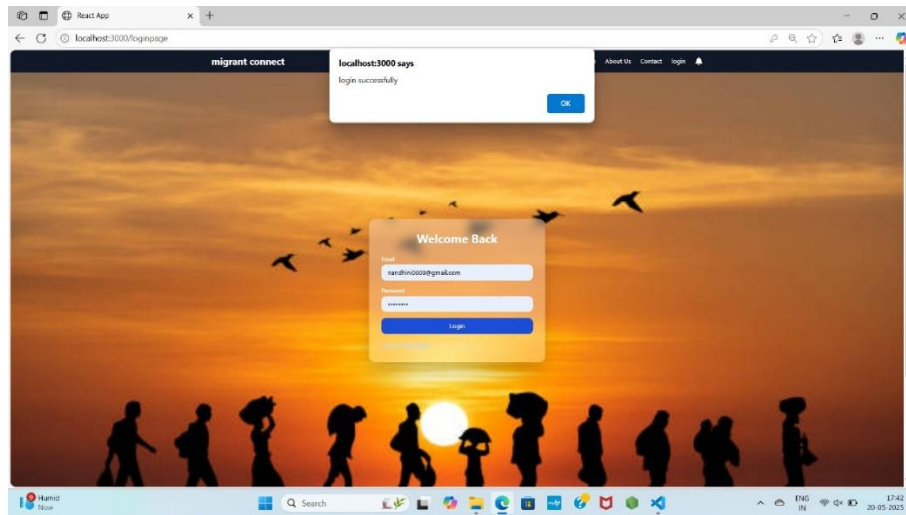 React App
localhost:3000/loginpage
migrant connect
About Us Contact login
localhost:3000 says
login successfully
OK
Welcome Back
Email
nandhini0809@gmail.com
Password
Login
Humid
Now
Search
ENG
IN
17:42
20-05-2025